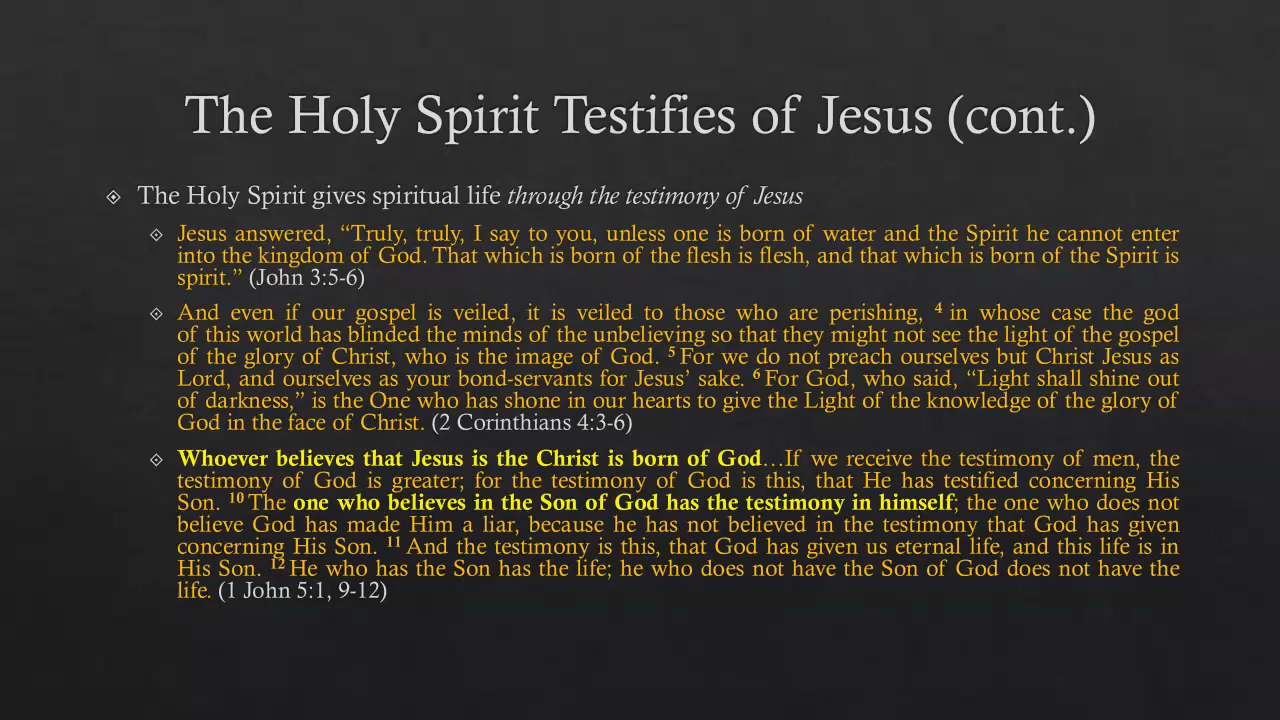 The Holy Spirit Testifies of Jesus (cont.)
The Holy Spirit gives spiritual life through the testimony of Jesus
Jesus answered, “Truly, truly, I say to you, unless one is born of water and the Spirit he cannot enter
into the kingdom of God. That which is born of the flesh is flesh, and that which is born of the Spirit is
spirit.” (John 3:5-6)
And even if our gospel is veiled, it is veiled to those who are perishing, 4 in whose case the god
of this world has blinded the minds of the unbelieving so that they might not see the light of the gospel
of the glory of Christ, who is the image of God. 5 For we do not preach ourselves but Christ Jesus as
Lord, and ourselves as your bond-servants for Jesus’ sake. 6 For God, who said, “Light shall shine out
of darkness,” is the One who has shone in our hearts to give the Light of the knowledge of the glory of
God in the face of Christ. (2 Corinthians 4:3-6)
Whoever believes that Jesus is the Christ is born of God…If we receive the testimony of men, the
testimony of God is greater; for the testimony of God is this, that He has testified concerning His
Son. 10 The one who believes in the Son of God has the testimony in himself; the one who does not
believe God has made Him a liar, because he has not believed in the testimony that God has given
concerning His Son. 11 And the testimony is this, that God has given us eternal life, and this life is in
His Son. 12 He who has the Son has the life; he who does not have the Son of God does not have the
life. (1 John 5:1, 9-12)